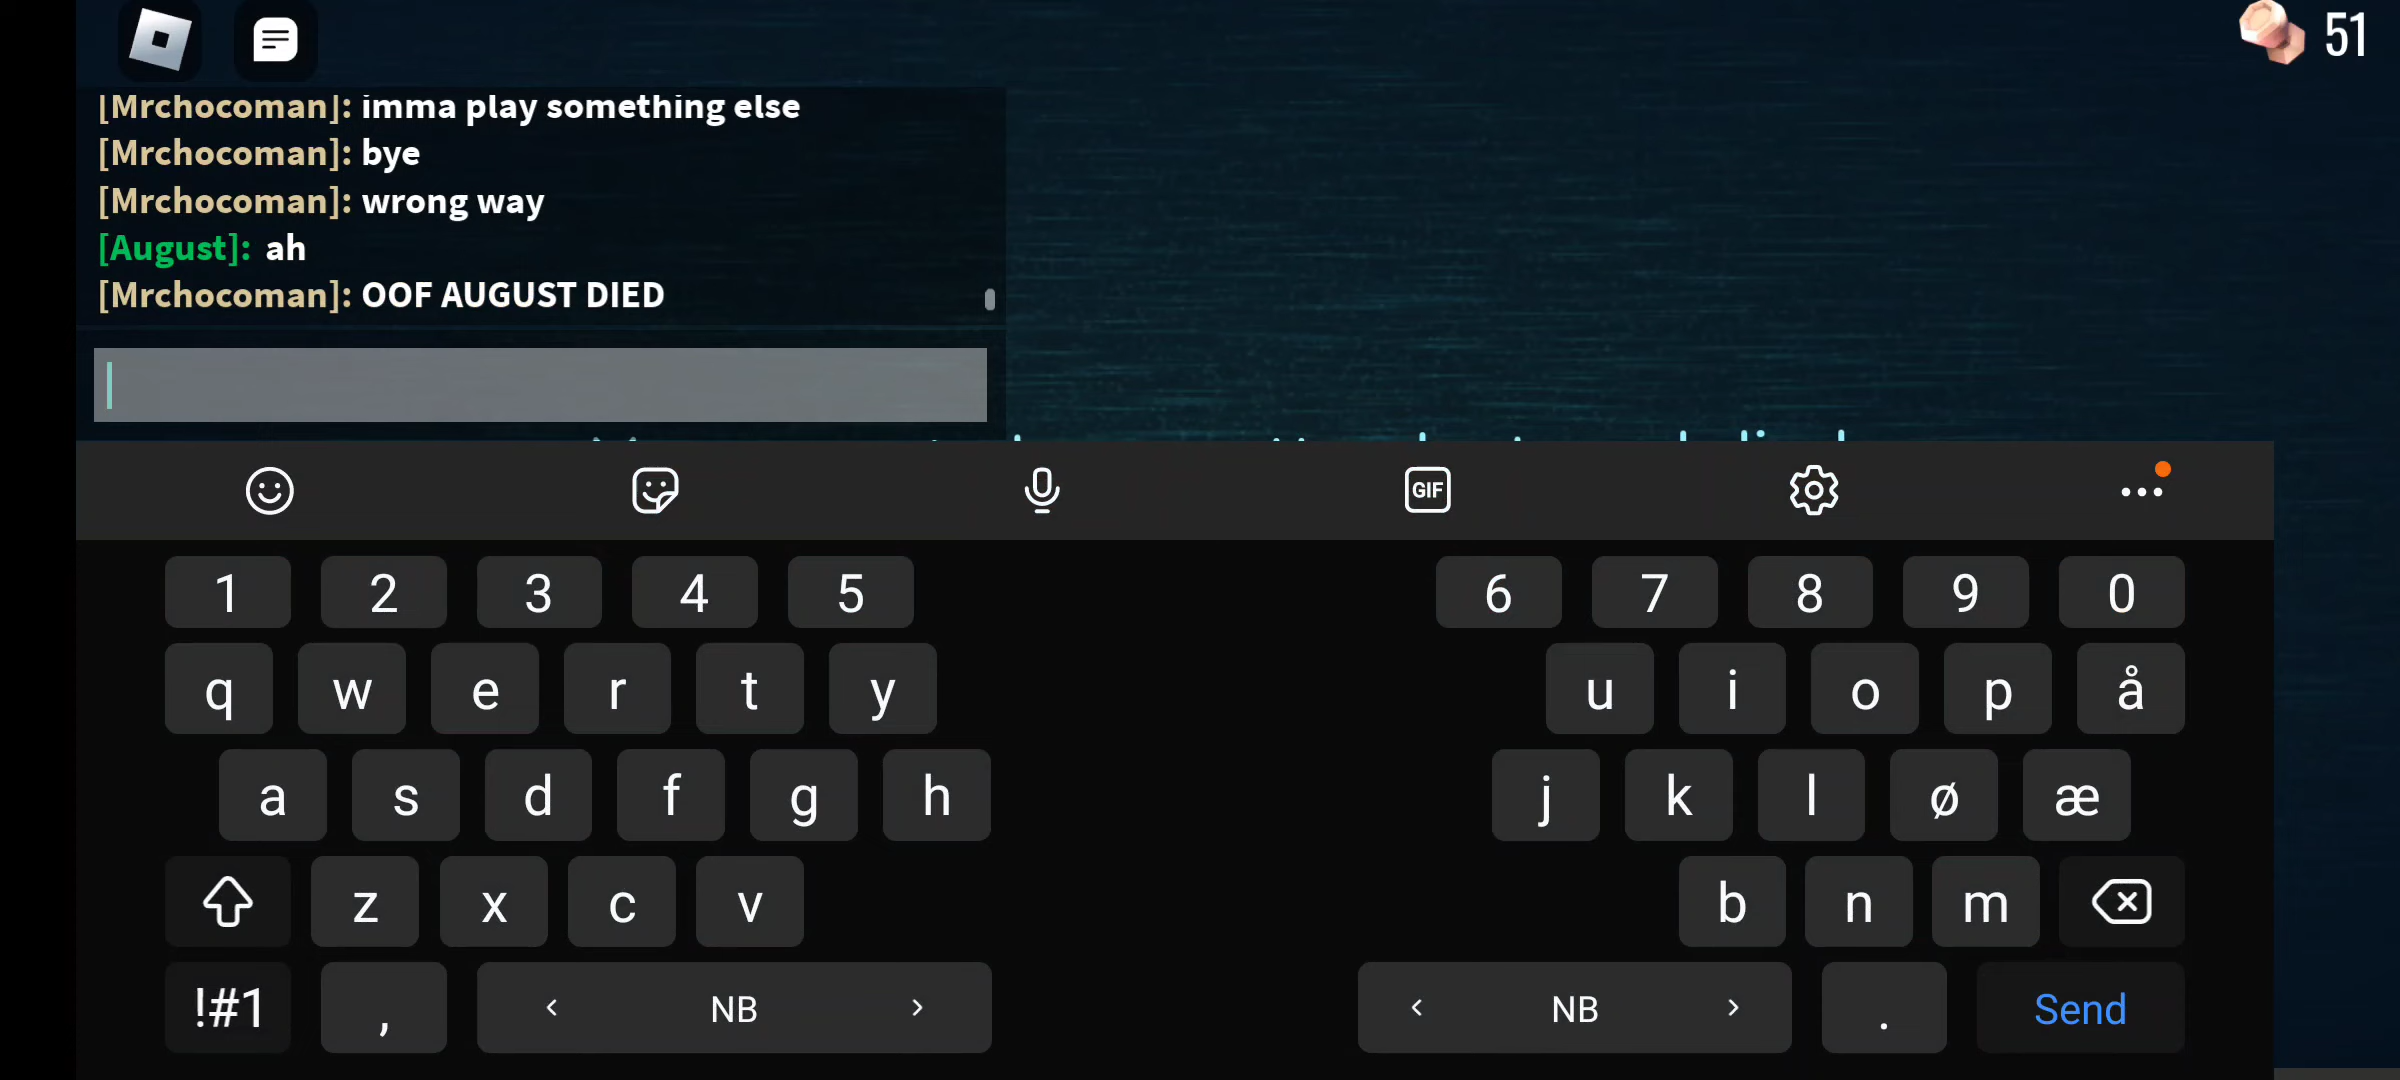 51
[Mrchocoman]: imma play something else
[Mrchocoman]: bye
[Mrchocoman]: wrong way
[August]: ah
[Mrchocoman]: OOF AUGUST DIED
GIF
1 2 3 4 5 6 7 8 9 0
q w e r t y u i o p å
a s d f g h j k l ø æ
z x c v b n m
!#1 , < NB > < NB > . Send